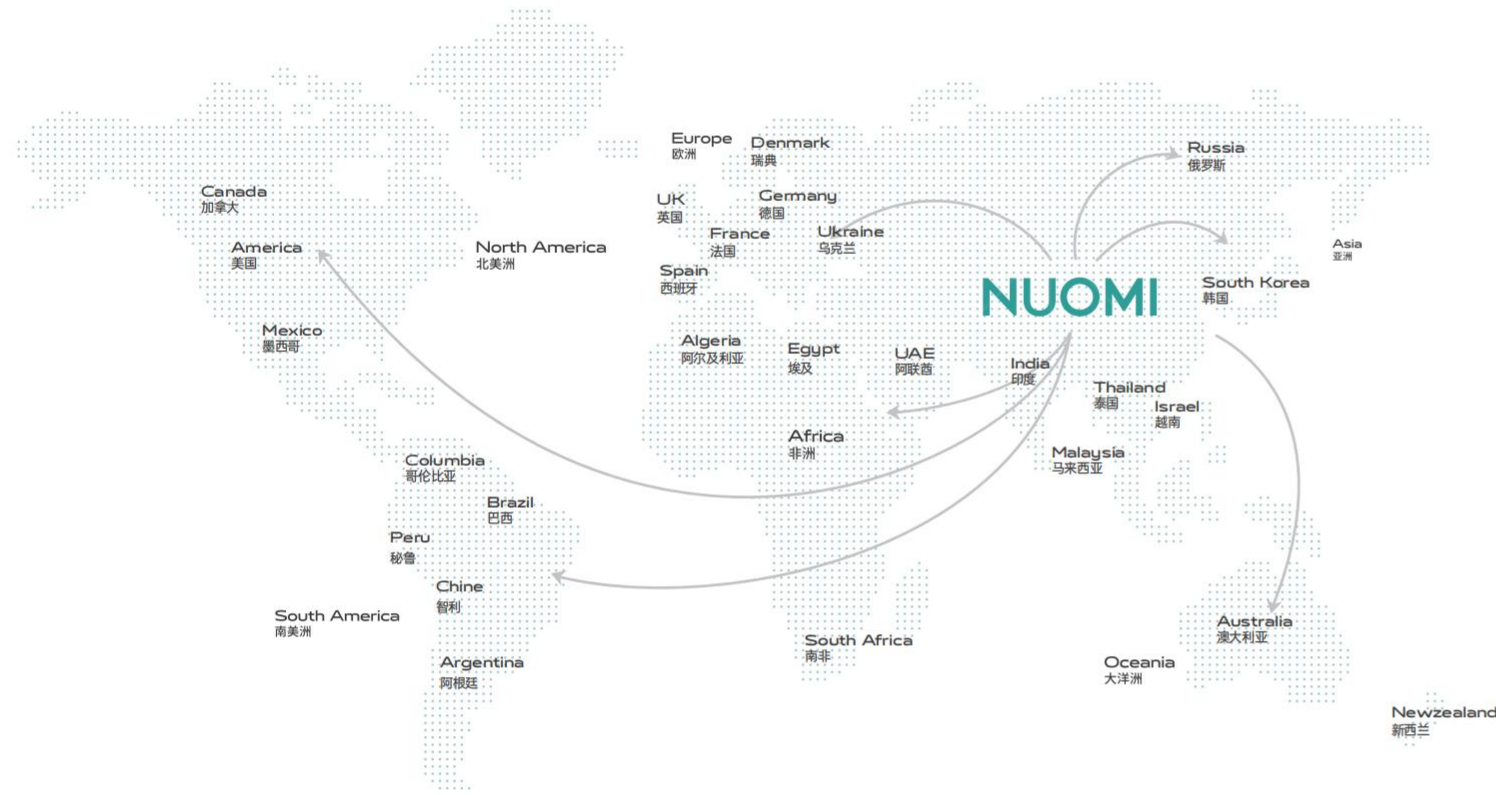 Europe
欧洲
Denmark
瑞典
Russia
俄罗斯
Canada
加拿大
UK
英国
Germany
德国
America
美国
North America
北美洲
France
法国
Ukraine
乌克兰
Asia
亚洲
Spain
西班牙
NUOMI
South Korea
韩国
Mexico
墨西哥
Algeria
阿尔及利亚
Egypt
埃及
UAE
阿联酋
India
印度
Thailand
泰国
Israel
越南
Africa
非洲
Malaysia
马来西亚
Columbia
哥伦比亚
Brazil
巴西
Peru
秘鲁
Chine
智利
South America
南美洲
Australia
澳大利亚
South Africa
南非
Argentina
阿根廷
Oceania
大洋洲
Newzealand
新西兰